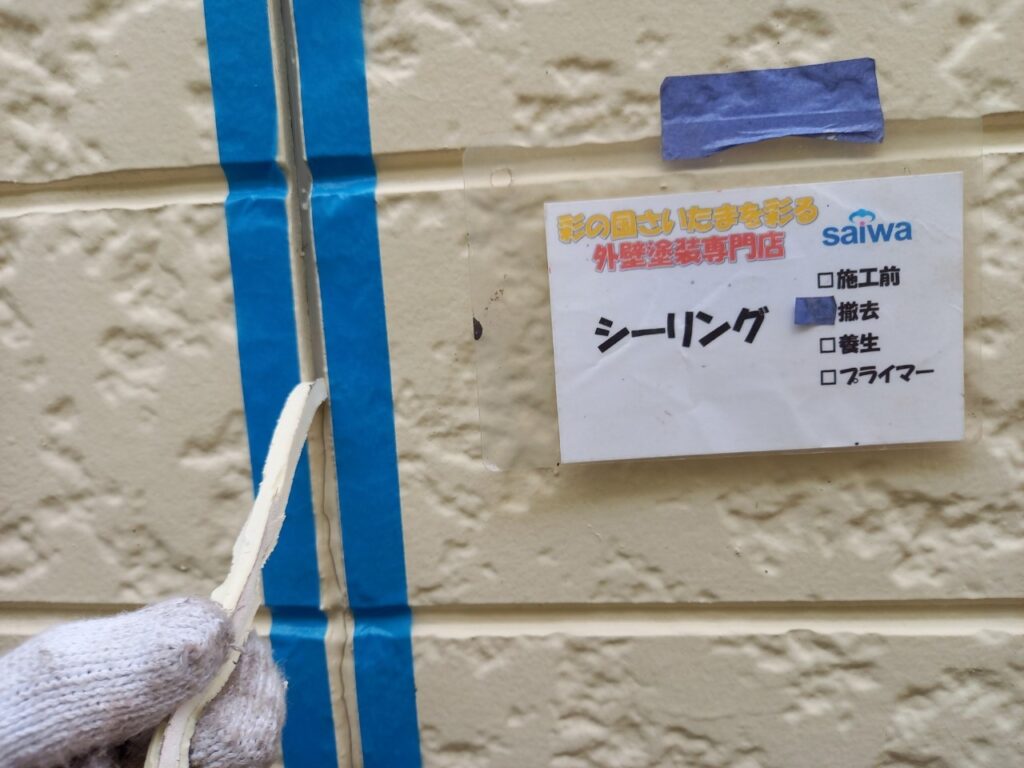 彩の国さいたまを彩る
外壁塗装専門店
saiwa
シーリング
□施工前
撤去
□養生
□プライマー